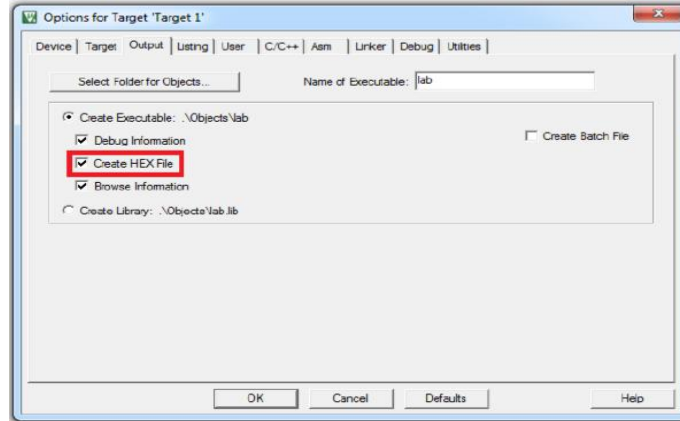 Options for Target 'Target 1'
Device Target Output Listing User C/C++ Asm Linker Debug Utilities
Select Folder for Objects... Name of Executable: lab
Create Executable: .\Objects\lab
Debug Information Create Batch File
Create HEX File
Browse Information
Create Library: .\Objects\lab.lib
OK Cancel Defaults Help